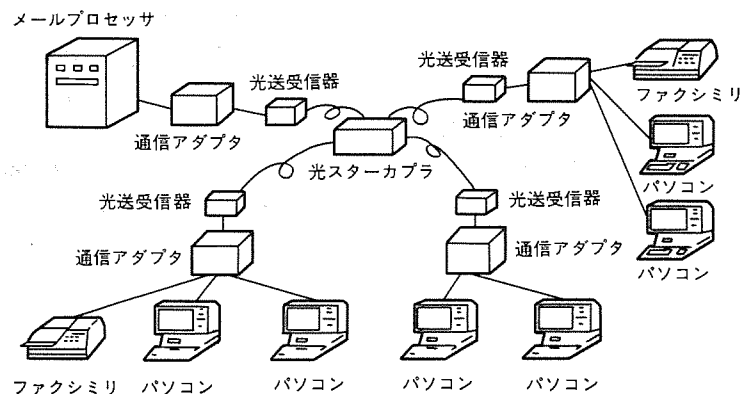 メールプロセッサ
光送受信器
通信アダプタ
光送受信器
通信アダプタ
ファクシミリ
パソコン
パソコン
光スターカプラ
光送受信器
通信アダプタ
光送受信器
通信アダプタ
ファクシミリ
パソコン
パソコン
パソコン
パソコン